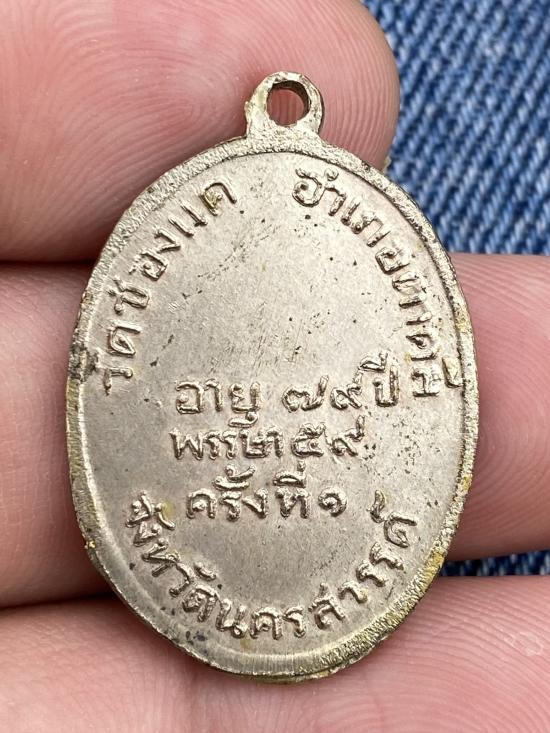 วัดช่องแค อำเภอตาคลี
อายุ ๗๙ ปี
พรรษา ๕๙
ครั้งที่ ๑
จังหวัดนครสวรรค์